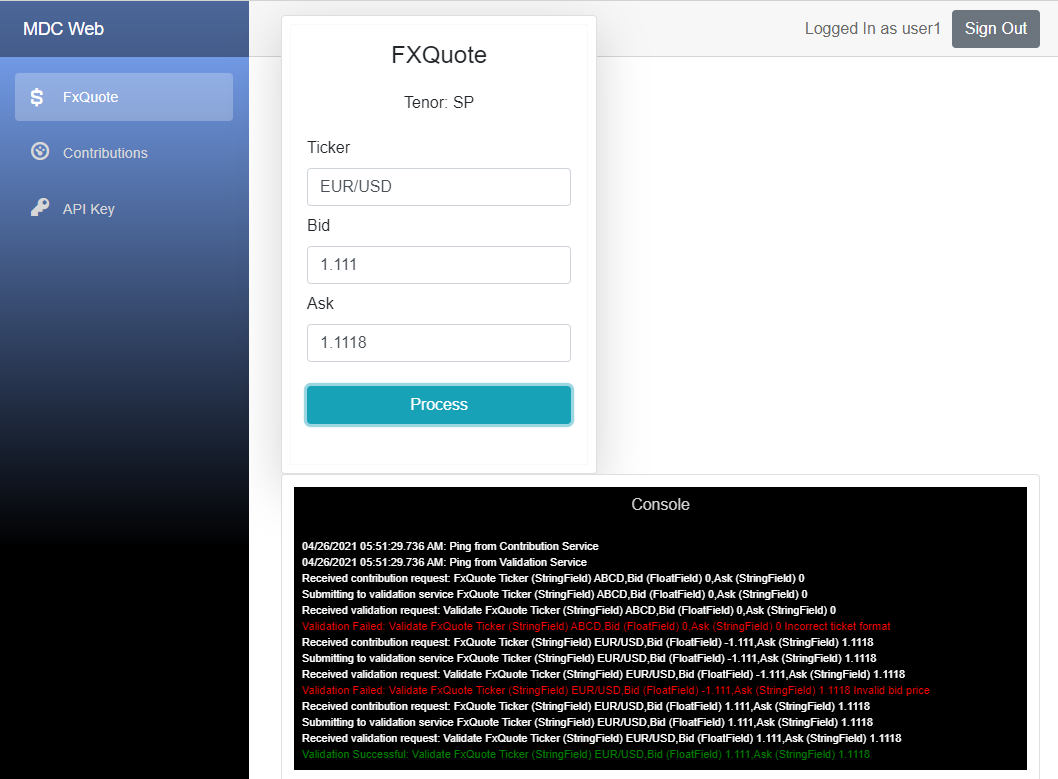 MDC Web
Logged In as user1
Sign Out
FxQuote
Contributions
API Key
FXQuote
Tenor: SP
Ticker
EUR/USD
Bid
1.111
Ask
1.1118
Process
Console
04/26/2021 05:51:29.736 AM: Ping from Contribution Service
04/26/2021 05:51:29.736 AM: Ping from Validation Service
Received contribution request: FxQuote Ticker (StringField) ABCD,Bid (FloatField) 0,Ask (StringField) 0
Submitting to validation service FxQuote Ticker (StringField) ABCD,Bid (FloatField) 0,Ask (StringField) 0
Received validation request: Validate FxQuote Ticker (StringField) ABCD,Bid (FloatField) 0,Ask (StringField) 0
Validation Failed: Validate FxQuote Ticker (StringField) ABCD,Bid (FloatField) 0,Ask (StringField) 0 Incorrect ticket format
Received contribution request: FxQuote Ticker (StringField) EUR/USD,Bid (FloatField) -1.111,Ask (StringField) 1.1118
Submitting to validation service FxQuote Ticker (StringField) EUR/USD,Bid (FloatField) -1.111,Ask (StringField) 1.1118
Received validation request: Validate FxQuote Ticker (StringField) EUR/USD,Bid (FloatField) -1.111,Ask (StringField) 1.1118
Validation Failed: Validate FxQuote Ticker (StringField) EUR/USD,Bid (FloatField) -1.111,Ask (StringField) 1.1118 Invalid bid price
Received contribution request: FxQuote Ticker (StringField) EUR/USD,Bid (FloatField) 1.111,Ask (StringField) 1.1118
Submitting to validation service FxQuote Ticker (StringField) EUR/USD,Bid (FloatField) 1.111,Ask (StringField) 1.1118
Received validation request: Validate FxQuote Ticker (StringField) EUR/USD,Bid (FloatField) 1.111,Ask (StringField) 1.1118
Validation Successful: Validate FxQuote Ticker (StringField) EUR/USD,Bid (FloatField) 1.111,Ask (StringField) 1.1118